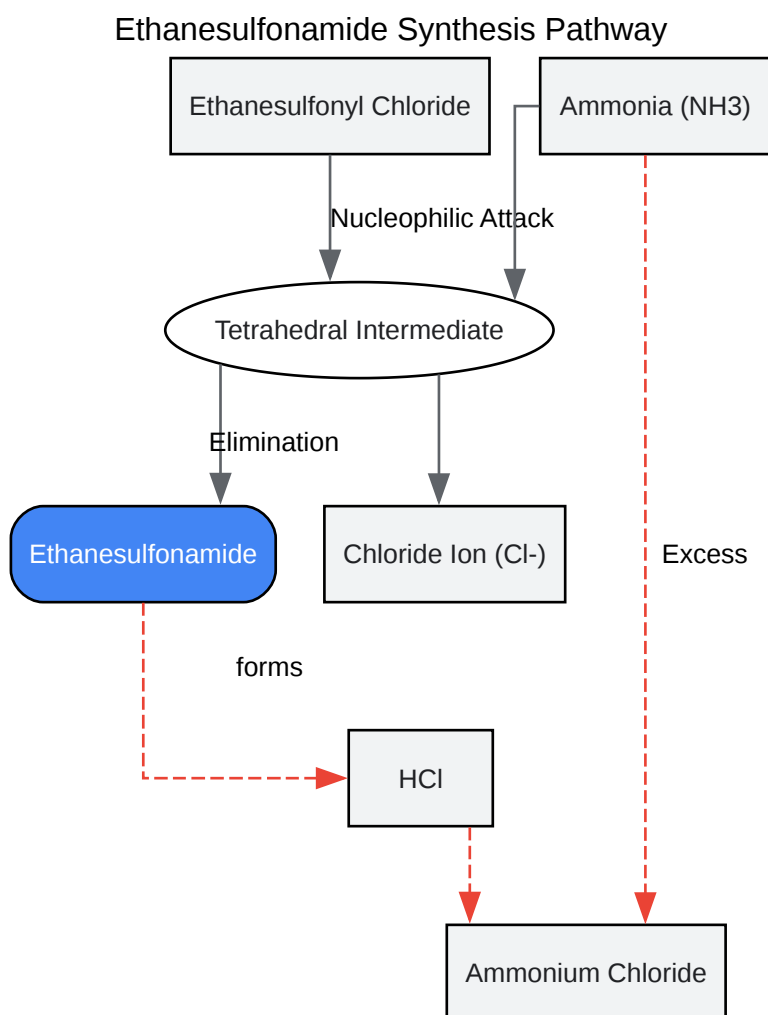 Ethanesulfonamide Synthesis Pathway
Ethanesulfonyl Chloride
Ammonia (NH3)
Nucleophilic Attack
Tetrahedral Intermediate
Elimination
Ethanesulfonamide
Chloride Ion (Cl-)
Excess
forms
HCl
Ammonium Chloride